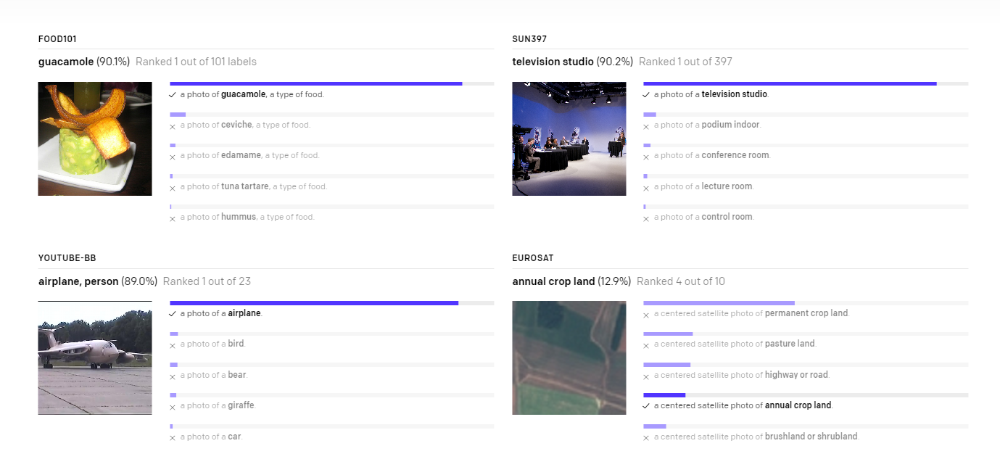 FOOD101
guacamole (90.1%) Ranked 1 out of 101 labels
a photo of guacamole, a type of food.
a photo of ceviche, a type of food.
a photo of edamame, a type of food.
a photo of tuna tartare, a type of food.
a photo of hummus, a type of food.
SUN397
television studio (90.2%) Ranked 1 out of 397
a photo of a television studio.
a photo of a podium indoor.
a photo of a conference room.
a photo of a lecture room.
a photo of a control room.
YOUTUBE-BB
airplane, person (89.0%) Ranked 1 out of 23
a photo of a airplane.
a photo of a bird.
a photo of a bear.
a photo of a giraffe.
a photo of a car.
EUROSAT
annual crop land (12.9%) Ranked 4 out of 10
a centered satellite photo of permanent crop land.
a centered satellite photo of pasture land.
a centered satellite photo of highway or road.
a centered satellite photo of annual crop land.
a centered satellite photo of brushland or shrubland.